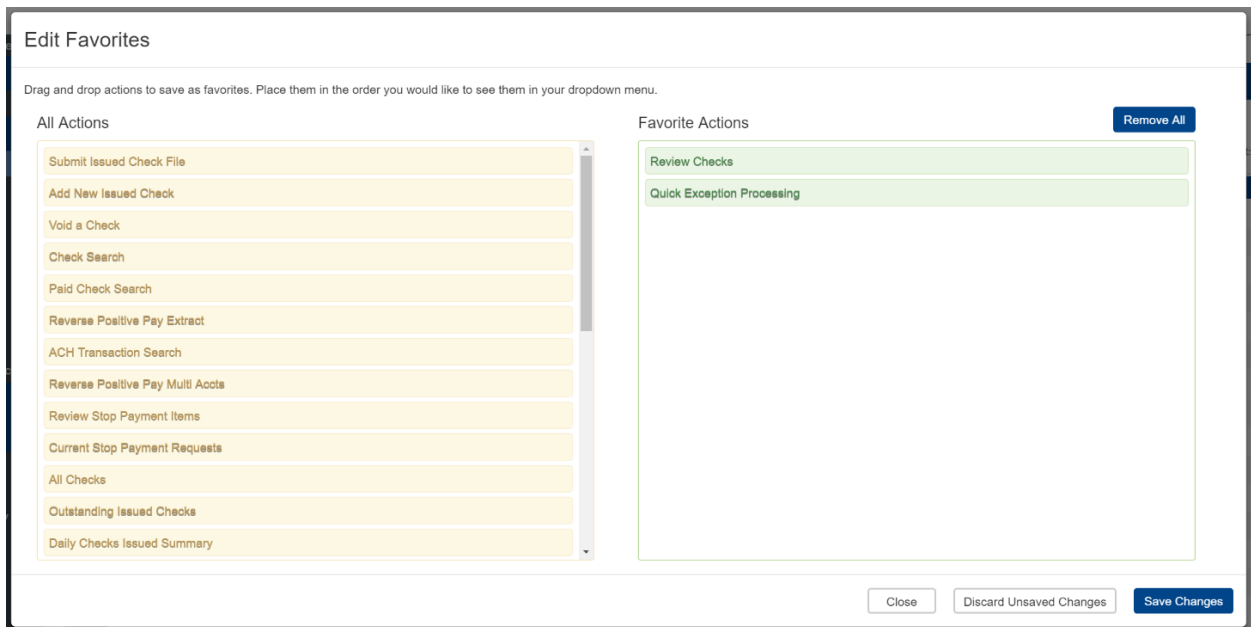 Edit Favorites
Drag and drop actions to save as favorites. Place them in the order you would like to see them in your dropdown menu.
All Actions
Submit Issued Check File
Add New Issued Check
Void a Check
Check Search
Paid Check Search
Reverse Positive Pay Extract
ACH Transaction Search
Reverse Positive Pay Multi Accts
Review Stop Payment Items
Current Stop Payment Requests
All Checks
Outstanding Issued Checks
Daily Checks Issued Summary
Favorite Actions
Remove All
Review Checks
Quick Exception Processing
Close
Discard Unsaved Changes
Save Changes